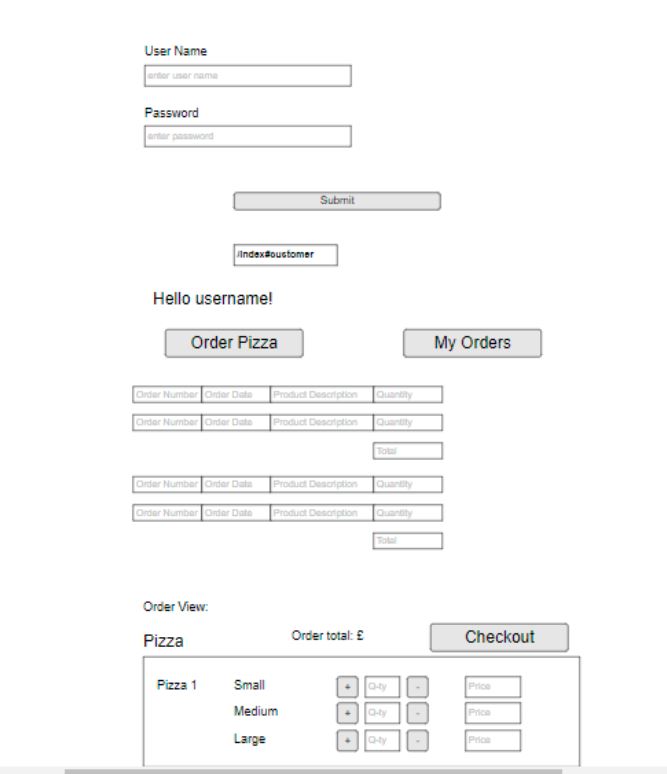 User Name
enter user name
Password
enter password
Submit
/Index#customer
Hello username!
Order Pizza My Orders
Order Number Order Date Product Description Quantity
Order Number Order Date Product Description Quantity
Total
Order Number Order Date Product Description Quantity
Order Number Order Date Product Description Quantity
Total
Order View:
Pizza Order total: £ Checkout
Pizza 1 Small + Q-ty - Price
Medium + Q-ty - Price
Large + Q-ty - Price